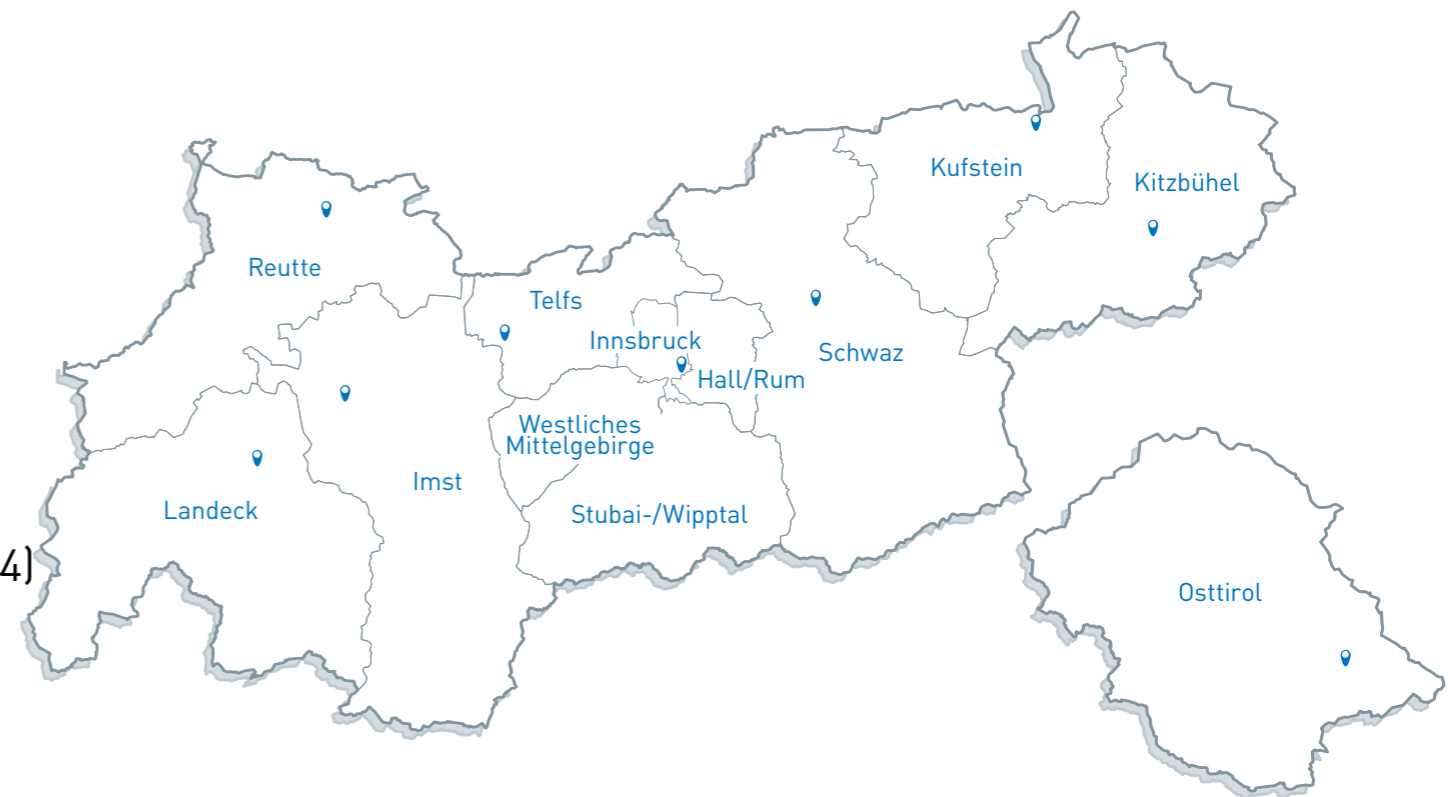 Kufstein
Kitzbühel
Reutte
Telfs
Innsbruck
Schwaz
Hall/Rum
Westliches
Mittelgebirge
Imst
Landeck
Stubai-/Wipptal
4)
Osttirol